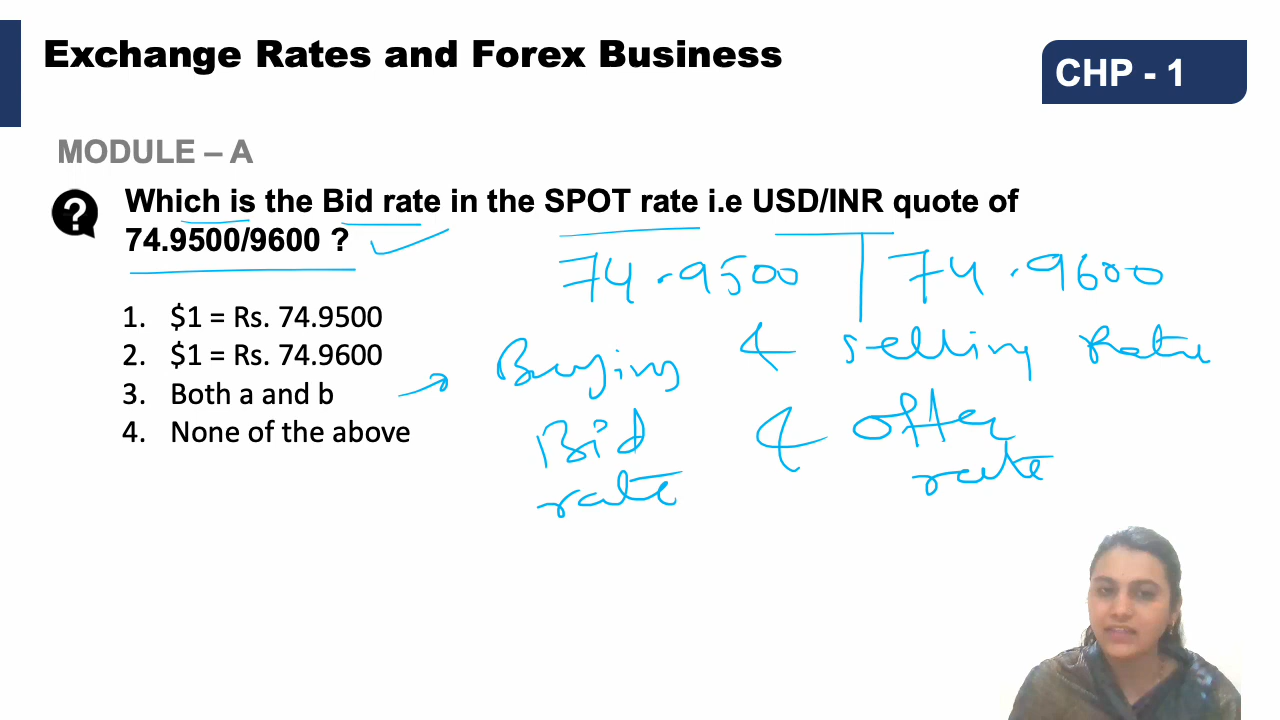 Exchange Rates and Forex Business
CHP - 1
MODULE – A
?
Which is the Bid rate in the SPOT rate i.e USD/INR quote of
74.9500/9600 ?
74.9500 | 74.9600
1. $1 = Rs. 74.9500
2. $1 = Rs. 74.9600
3. Both a and b
4. None of the above
Buying & selling Rate
Bid & offer
rate rate